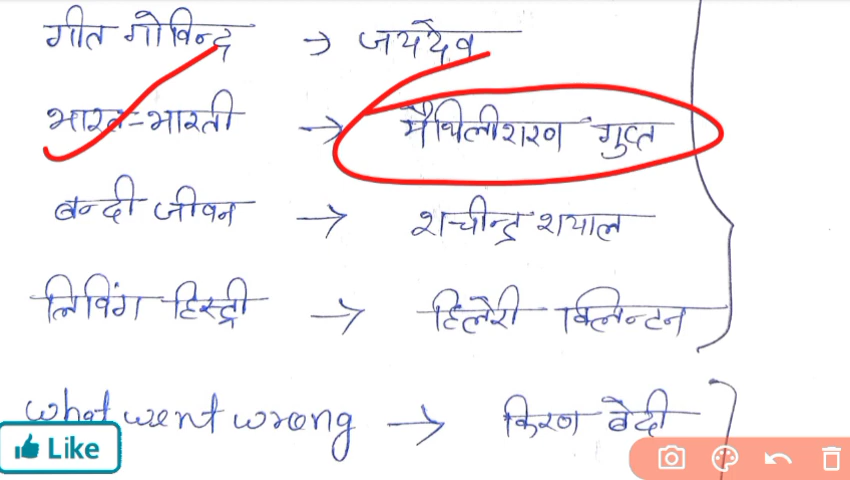 गीत गोविन्द → जयदेव
भारत-भारती → मैथिलीशरण गुप्त
बन्दी जीवन → शचीन्द्र शयाल
लिविंग हिस्ट्री → हिलेरी क्लिन्टन
what went wrong → किरण बेदी
Like